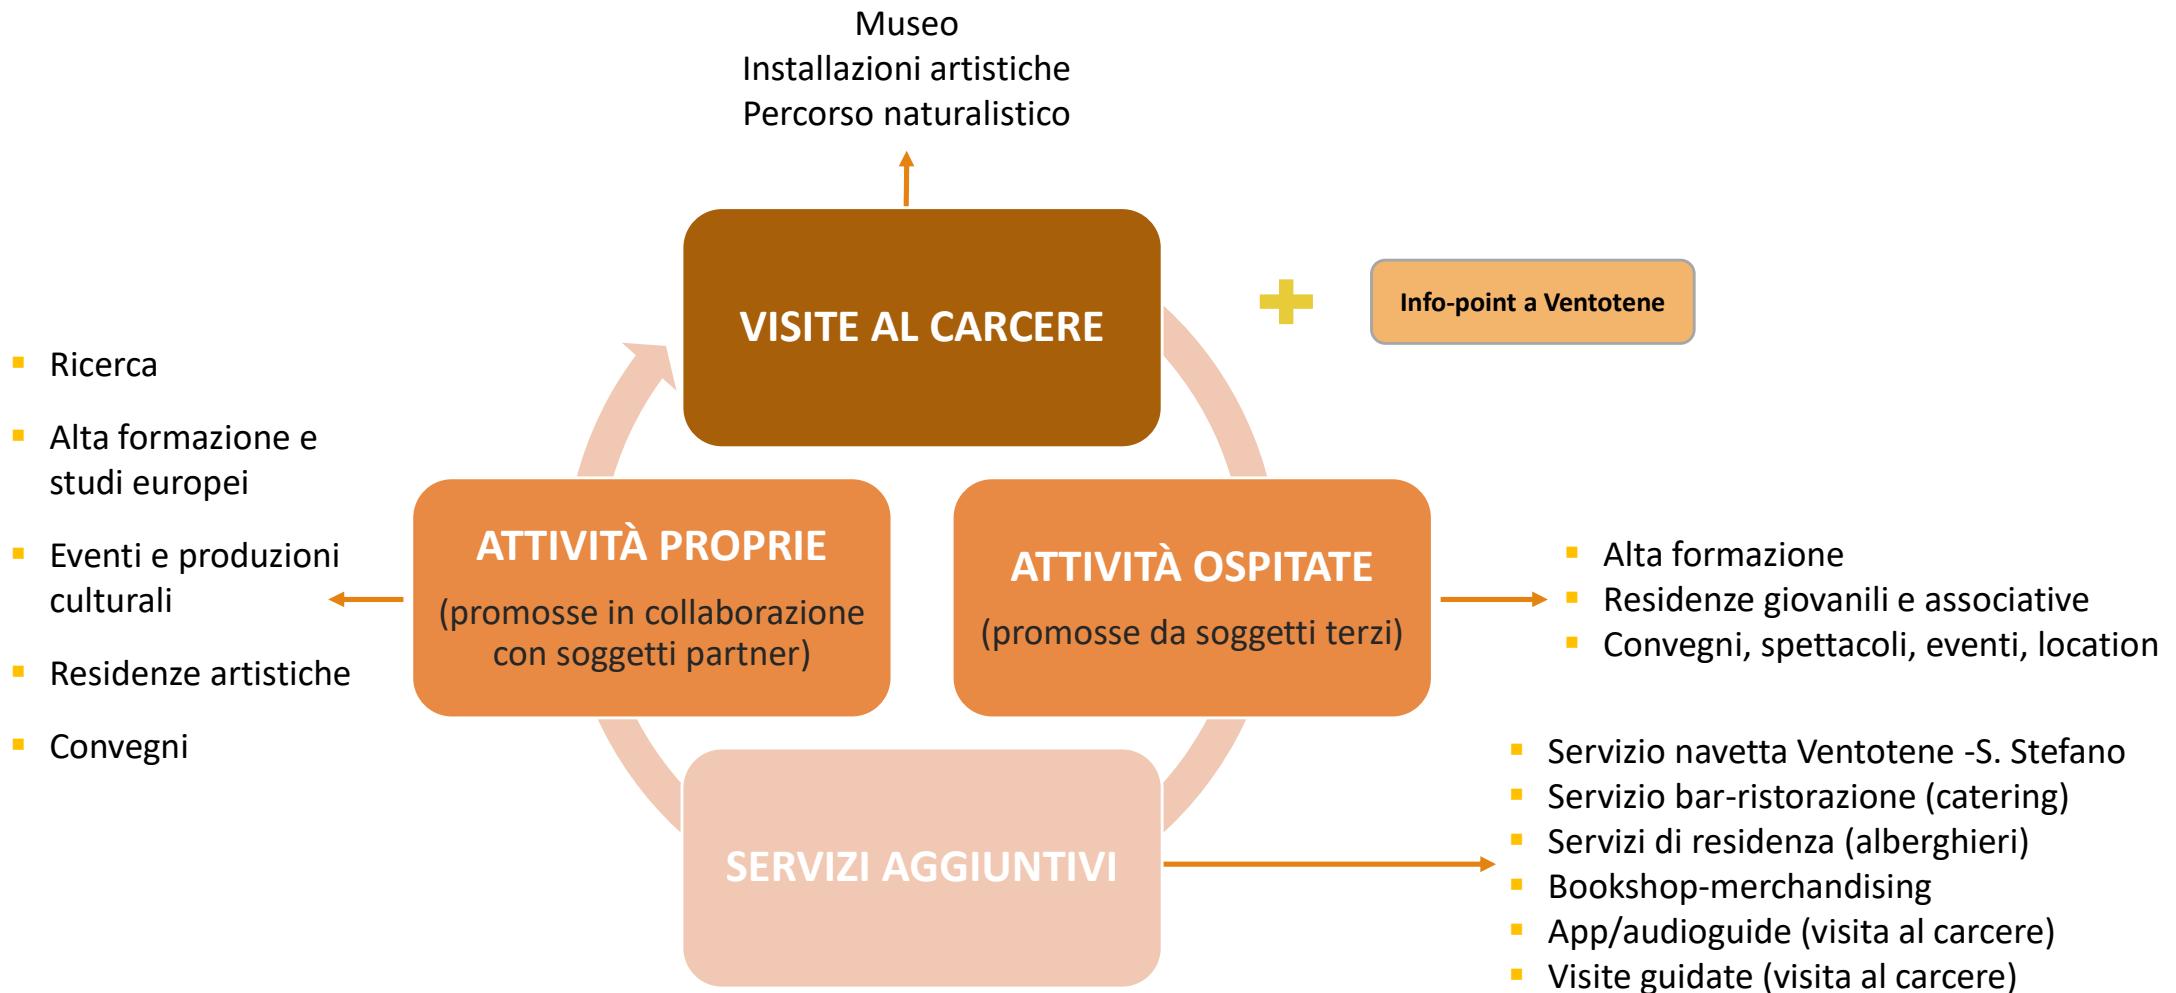 Museo
Installazioni artistiche
Percorso naturalistico
VISITE AL CARCERE
Info-point a Ventotene
▪ Ricerca
▪ Alta formazione e
studi europei
▪ Eventi e produzioni
culturali
▪ Residenze artistiche
▪ Convegni
ATTIVITÀ PROPRIE
(promosse in collaborazione
con soggetti partner)
ATTIVITÀ OSPITATE
(promosse da soggetti terzi)
▪ Alta formazione
▪ Residenze giovanili e associative
▪ Convegni, spettacoli, eventi, location
SERVIZI AGGIUNTIVI
▪ Servizio navetta Ventotene -S. Stefano
▪ Servizio bar-ristorazione (catering)
▪ Servizi di residenza (alberghieri)
▪ Bookshop-merchandising
▪ App/audioguide (visita al carcere)
▪ Visite guidate (visita al carcere)